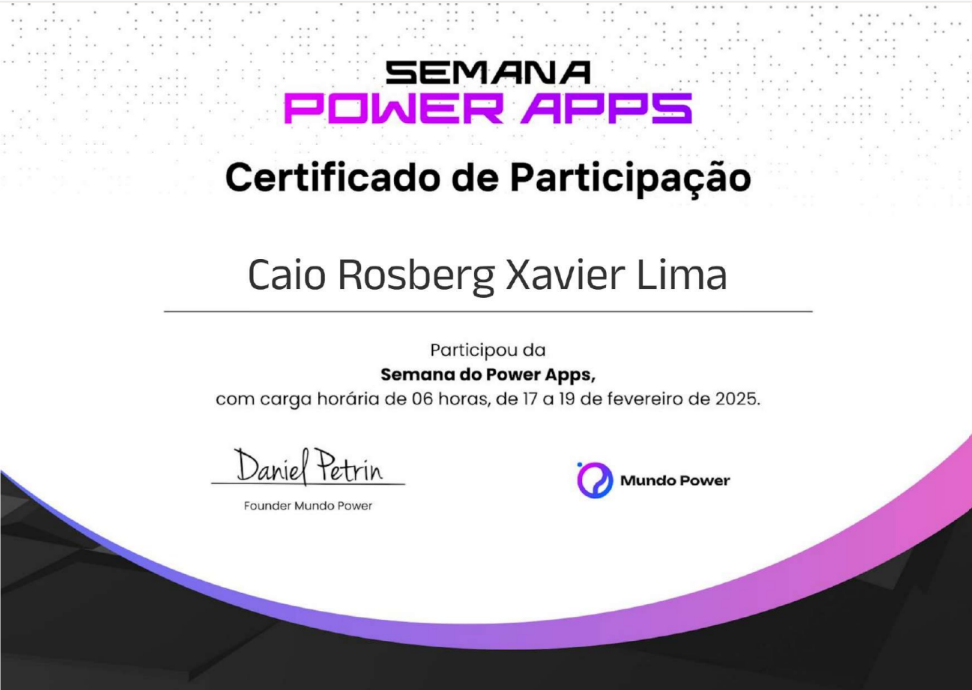 SEMANA
POWER APPS
Certificado de Participação
Caio Rosberg Xavier Lima
Participou da
Semana do Power Apps,
com carga horária de 06 horas, de 17 a 19 de fevereiro de 2025.
Daniel Petrin
Founder Mundo Power
Mundo Power